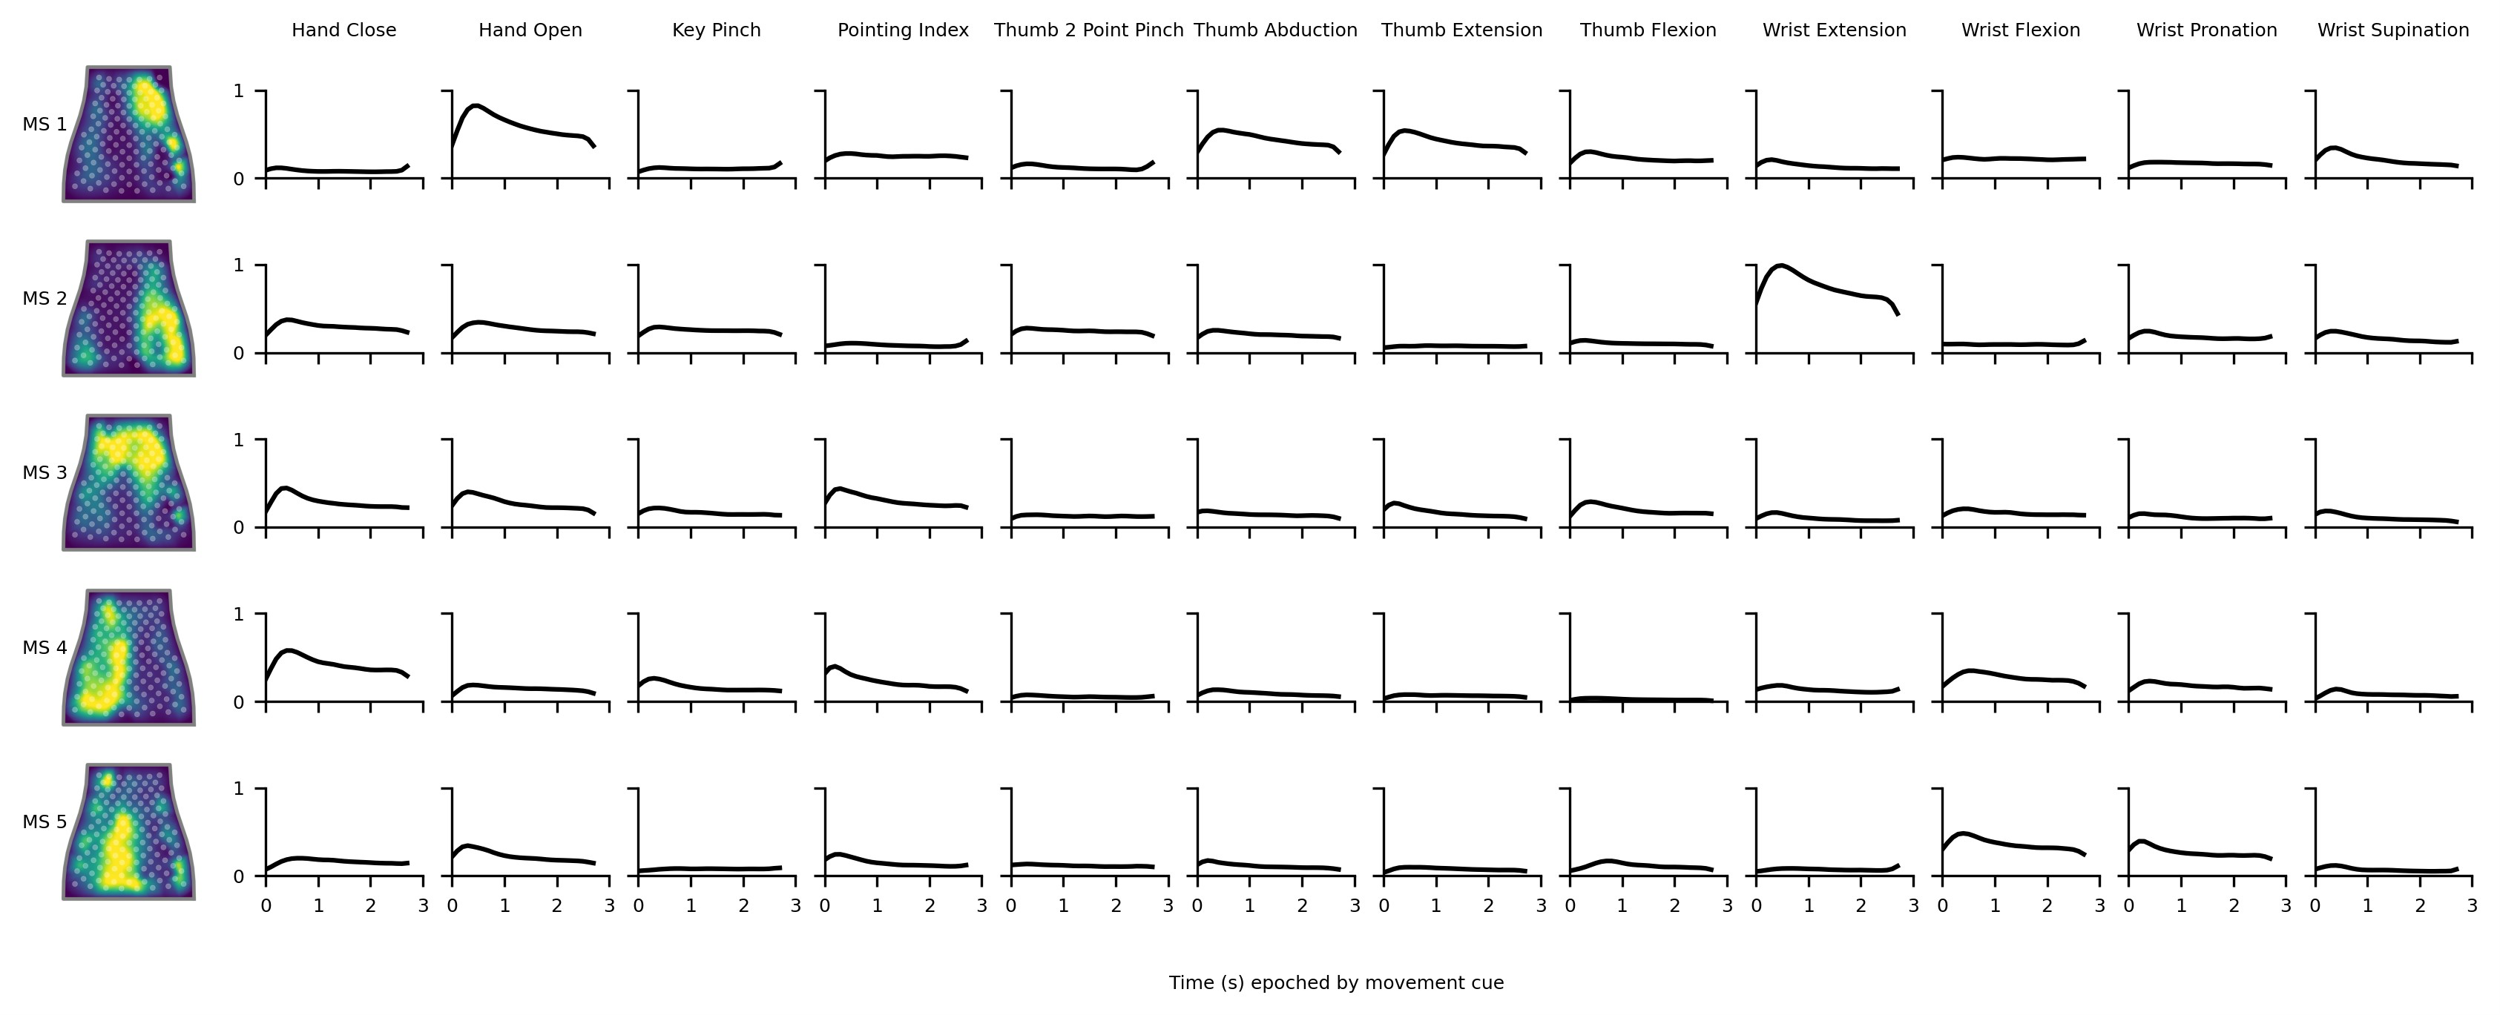 Hand Close Hand Open Key Pinch Pointing Index Thumb 2 Point Pinch Thumb Abduction Thumb Extension Thumb Flexion Wrist Extension Wrist Flexion Wrist Pronation Wrist Supination
1
MS 1
0
1
MS 2
0
1
MS 3
0
1
MS 4
0
1
MS 5
0
0 1 2 3 0 1 2 3 0 1 2 3 0 1 2 3 0 1 2 3 0 1 2 3 0 1 2 3 0 1 2 3 0 1 2 3 0 1 2 3 0 1 2 3 0 1 2 3
Time (s) epoched by movement cue